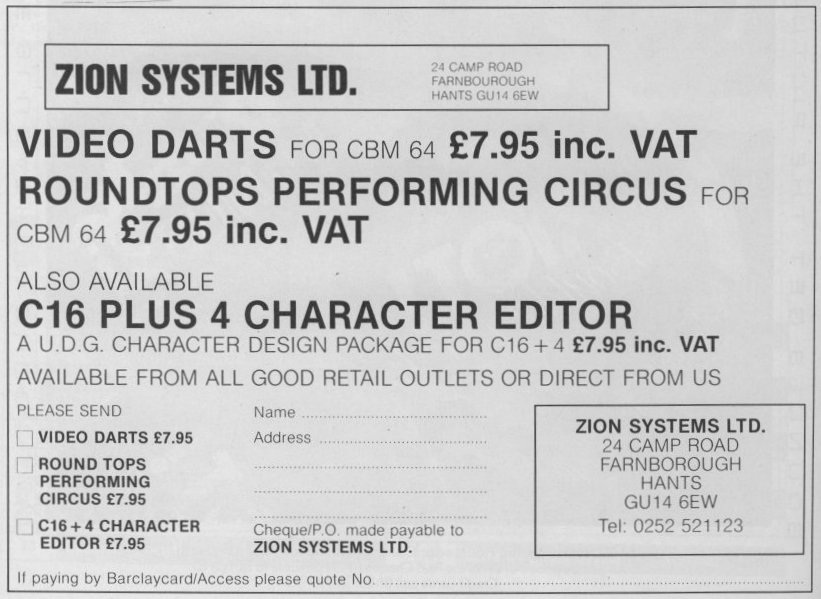 ZION SYSTEMS LTD.
24 CAMP ROAD
FARNBOUROUGH
HANTS GU14 6EW
VIDEO DARTS FOR CBM 64 £7.95 inc. VAT
ROUNDTOPS PERFORMING CIRCUS FOR
CBM 64 £7.95 inc. VAT
ALSO AVAILABLE
C16 PLUS 4 CHARACTER EDITOR
A U.D.G. CHARACTER DESIGN PACKAGE FOR C16 + 4 £7.95 inc. VAT
AVAILABLE FROM ALL GOOD RETAIL OUTLETS OR DIRECT FROM US
PLEASE SEND
VIDEO DARTS £7.95
ROUND TOPS
PERFORMING
CIRCUS £7.95
C16 + 4 CHARACTER
EDITOR £7.95
Name
Address
Cheque/P.O. made payable to
ZION SYSTEMS LTD.
ZION SYSTEMS LTD.
24 CAMP ROAD
FARNBOROUGH
HANTS
GU14 6EW
Tel: 0252 521123
If paying by Barclaycard/Access please quote No.